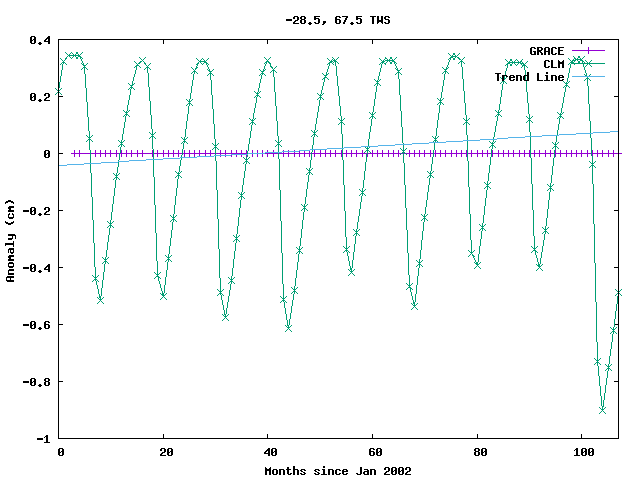 -28.5, 67.5 TWS
GRACE
CLM
Trend Line
0.4
0.2
0
-0.2
-0.4
-0.6
-0.8
-1
Anomaly (cm)
0 20 40 60 80 100
Months since Jan 2002